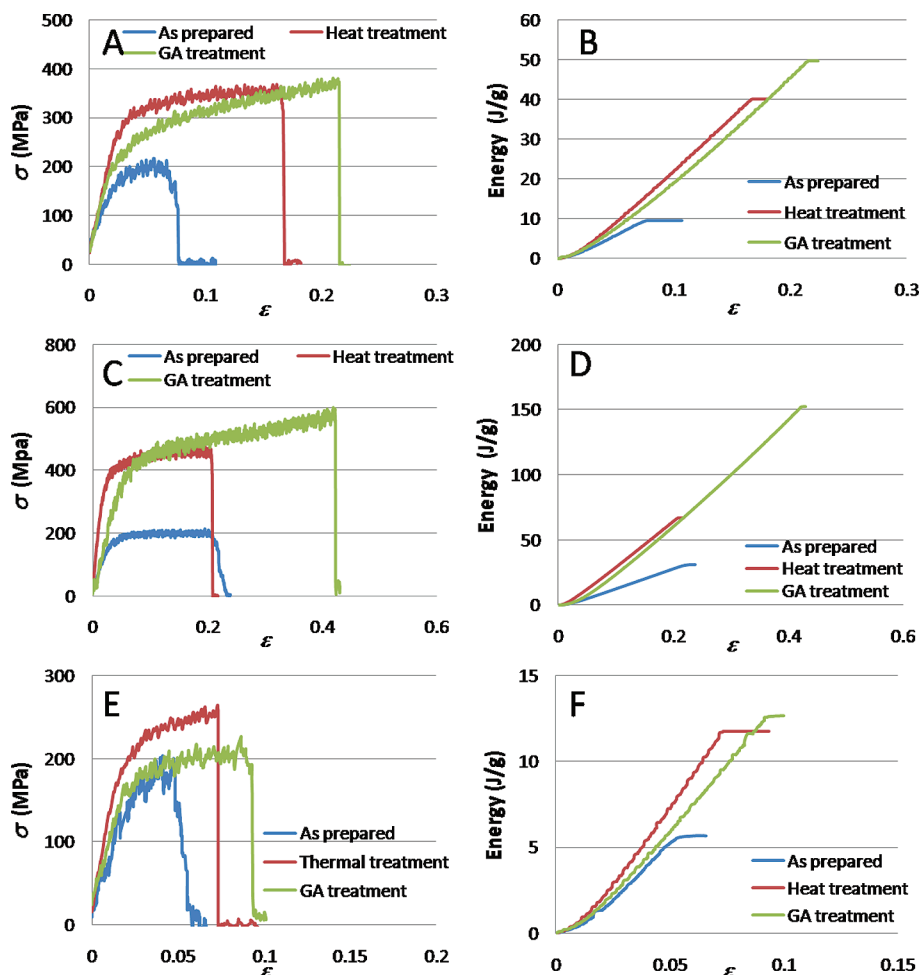 A
As prepared
Heat treatment
GA treatment
500
400
300
200
100
0
σ (MPa)
0
0.1
0.2
0.3
ε
B
60
50
40
30
20
10
0
Energy (J/g)
As prepared
Heat treatment
GA treatment
0
0.1
0.2
0.3
ε
C
As prepared
Heat treatment
GA treatment
800
600
400
200
0
σ (Mpa)
0
0.2
0.4
0.6
ε
D
200
150
100
50
0
Energy (J/g)
As prepared
Heat treatment
GA treatment
0
0.2
0.4
0.6
ε
E
300
200
100
0
σ (MPa)
As prepared
Thermal treatment
GA treatment
0
0.05
0.1
0.15
0.2
ε
F
15
10
5
0
Energy (J/g)
As prepared
Heat treatment
GA treatment
0
0.05
0.1
0.15
ε